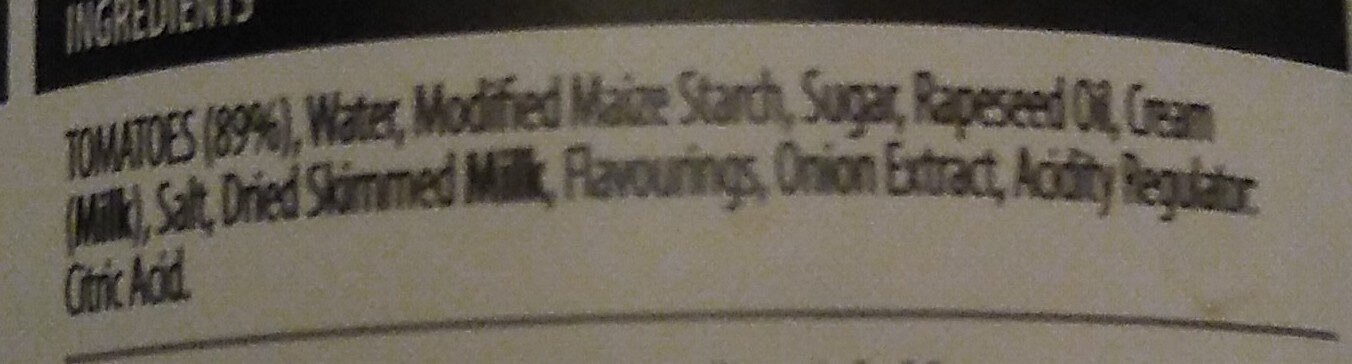 INGREDIENTS
TOMATOES (89%), Water, Modified Maize Starch, Sugar, Rapeseed Oil, Cream
(Milk), Salt, Dried Skimmed Milk, Flavourings, Onion Extract, Acidity Regulator:
Citric Acid.